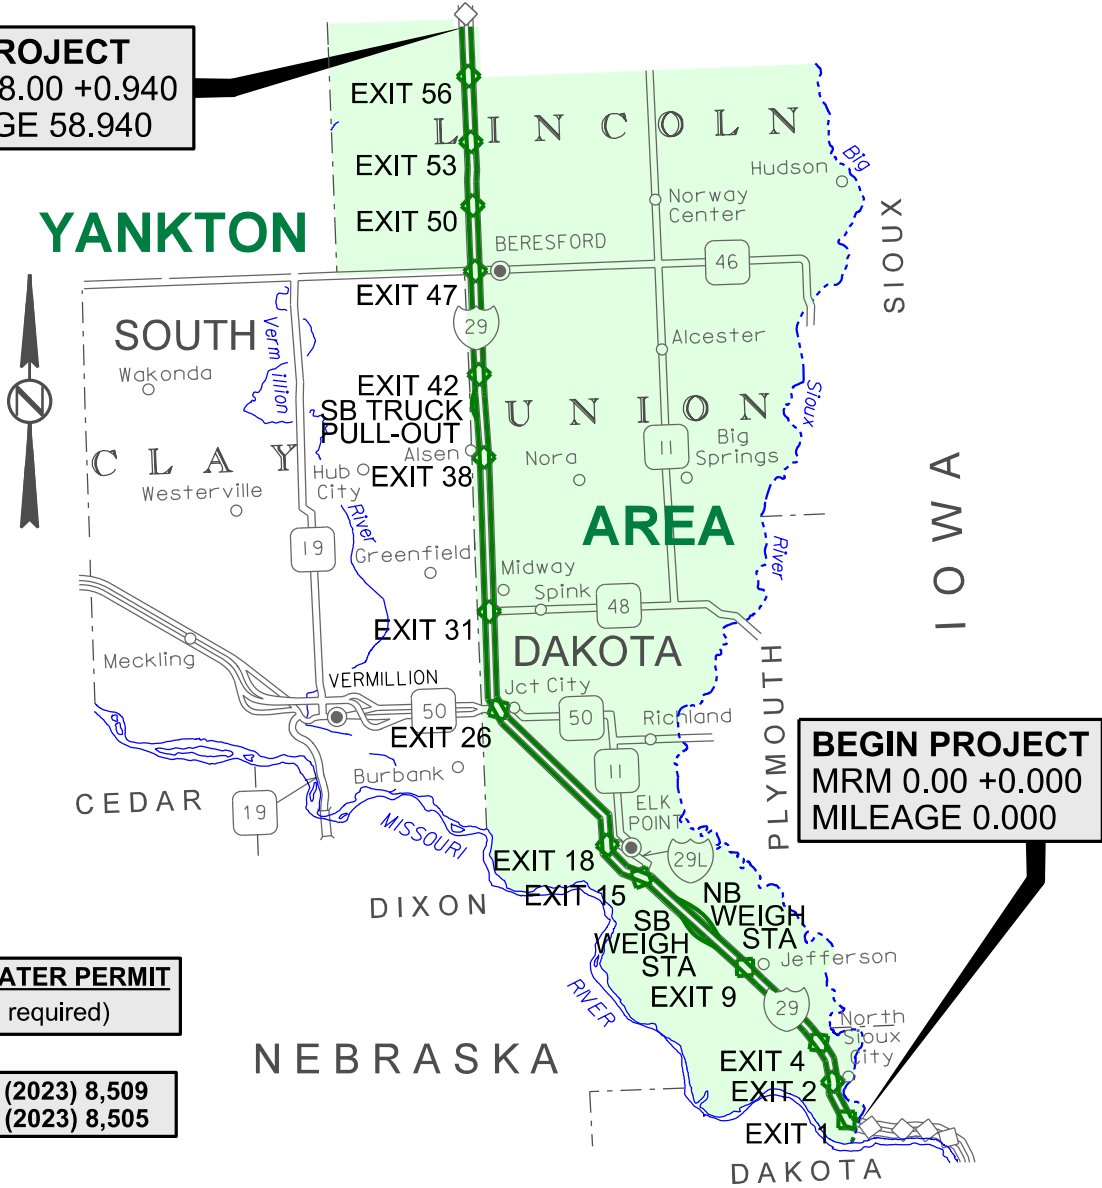 ROJECT
8.00 +0.940
GE 58.940
EXIT 56
LINCOLN
EXIT 53
Hudson
Big
Norway
Center
EXIT 50
YANKTON
BERESFORD
46
SIOUX
EXIT 47
29
SOUTH
Vermillion
Alcester
Wakonda
EXIT 42
Sioux
SB TRUCK
PULL-OUT
UNION
Alsen
11
Big
Springs
CLAY
Hub
City
EXIT 38
Nora
Westerville
IOWA
River
AREA
19
Greenfield
River
Midway
Spink
48
EXIT 31
DAKOTA
Meckling
VERMILLION
Jct City
50
50
Richland
PLYMOUTH
EXIT 26
Burbank
11
BEGIN PROJECT
MRM 0.00 +0.000
MILEAGE 0.000
CEDAR
19
MISSOURI
ELK
POINT
29L
EXIT 18
EXIT 15
DIXON
NB
WEIGH
STA
SB
WEIGH
STA
Jefferson
ATER PERMIT
required)
RIVER
EXIT 9
29
North
Sioux
City
NEBRASKA
EXIT 4
EXIT 2
(2023) 8,509
(2023) 8,505
EXIT 1
DAKOTA
N